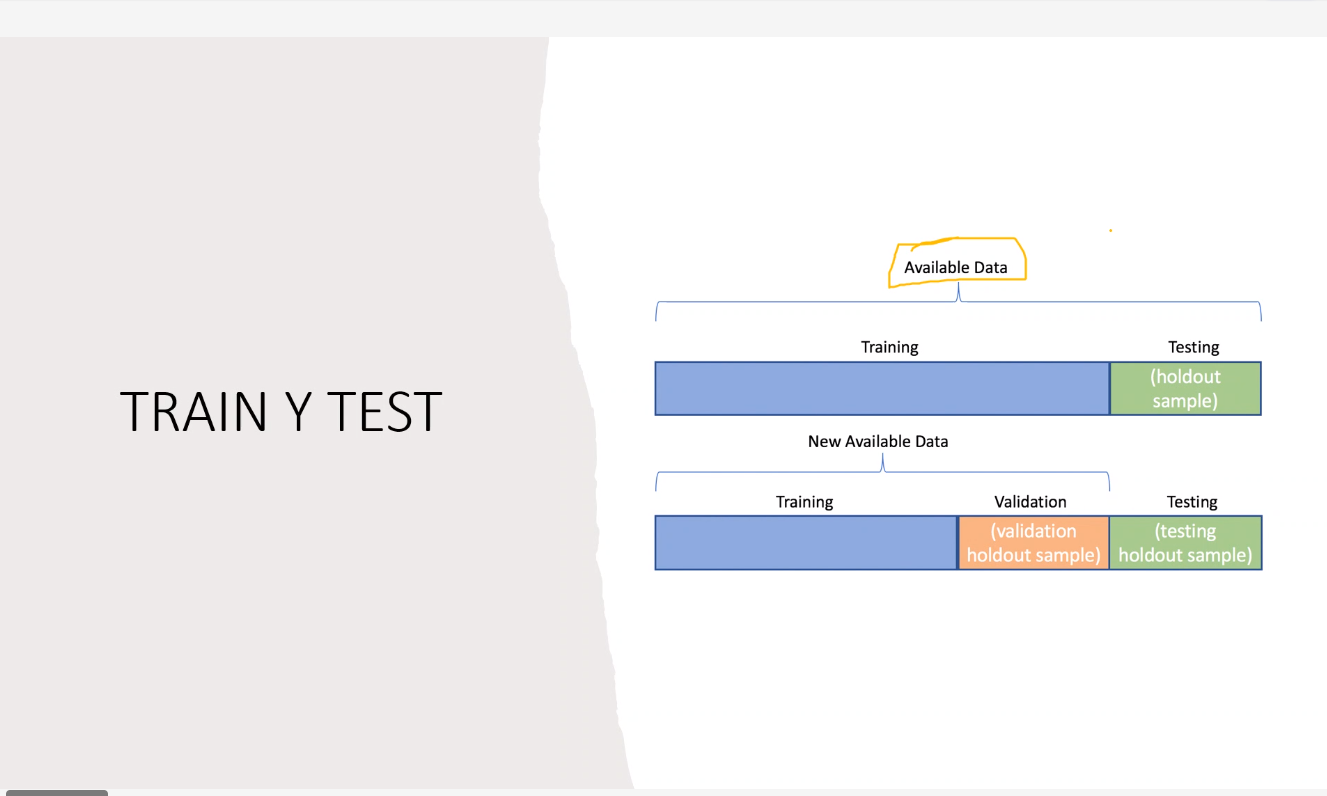 TRAIN Y TEST
Available Data
Training
Testing
(holdout
sample)
New Available Data
Training
Validation
Testing
(validation
holdout sample)
(testing
holdout sample)